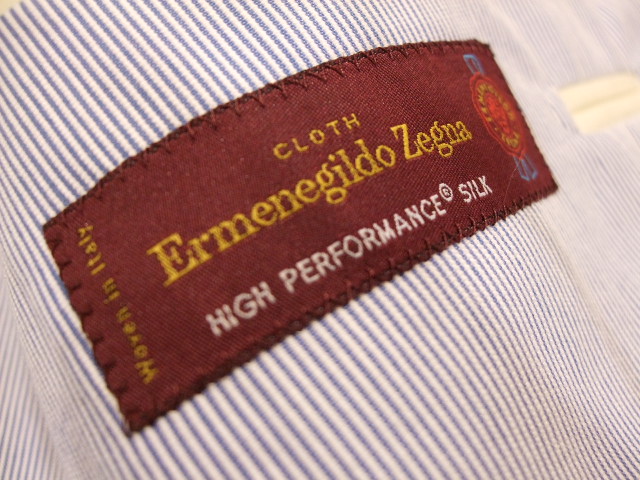 CLOTH
Ermenegildo Zegna
HIGH PERFORMANCE® SILK
Woven in Italy